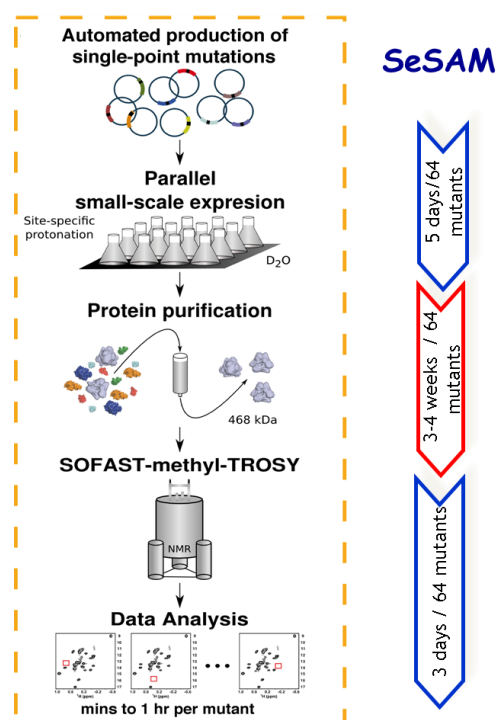 Automated production of
single-point mutations
SeSAM
Parallel
small-scale expresion
Site-specific
protonation
D2O
5 days/64
mutants
Protein purification
468 kDa
3-4 weeks / 64
mutants
SOFAST-methyl-TROSY
NMR
3 days / 64 mutants
Data Analysis
mins to 1 hr per mutant